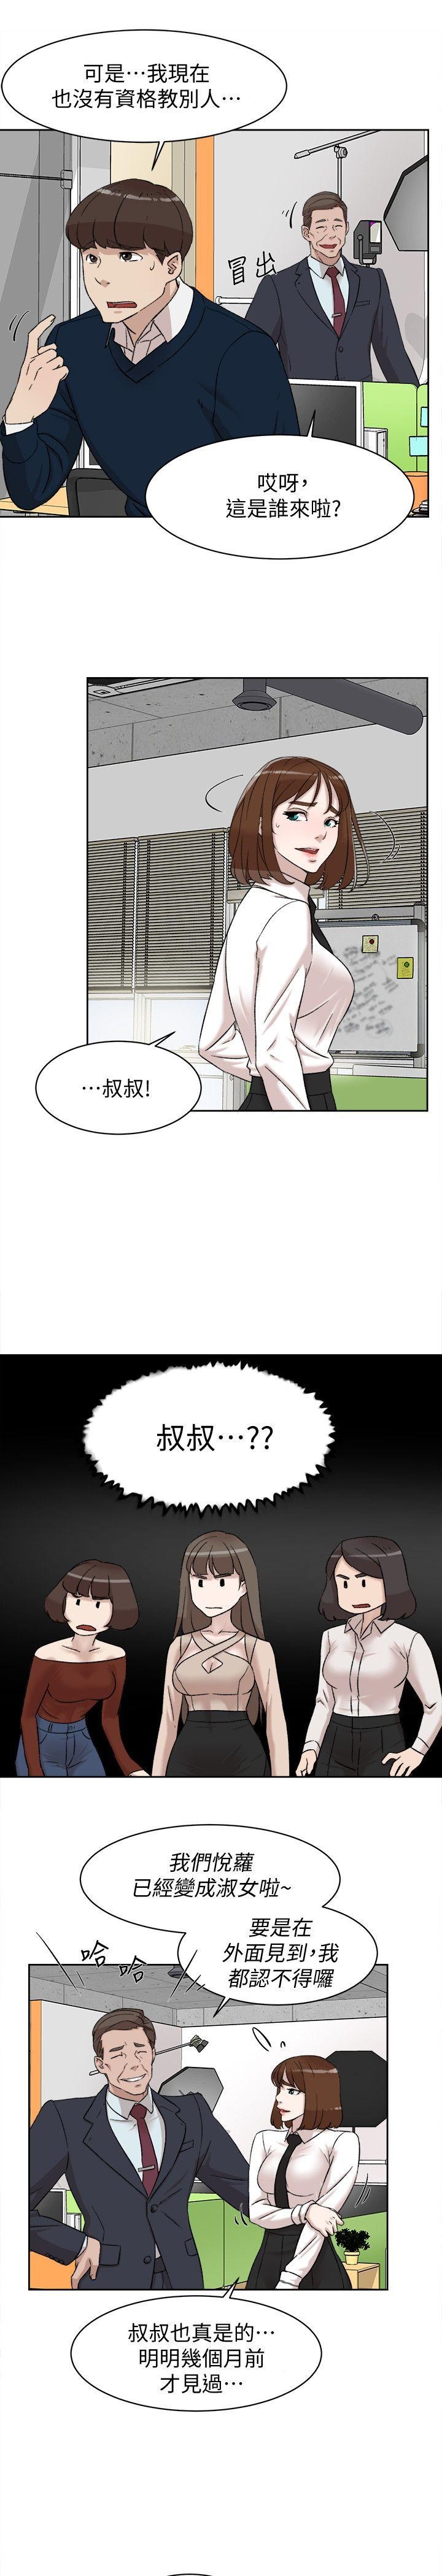 可是⋯我現在
也沒有資格教別人⋯
冒出
哎呀,
這是誰來啦?
⋯叔叔!
叔叔⋯??
我們悅蘿
已經變成淑女啦~
要是在
外面見到,我
都認不得囉
哈
哈
叔叔也真是的⋯
明明幾個月前
才見過⋯